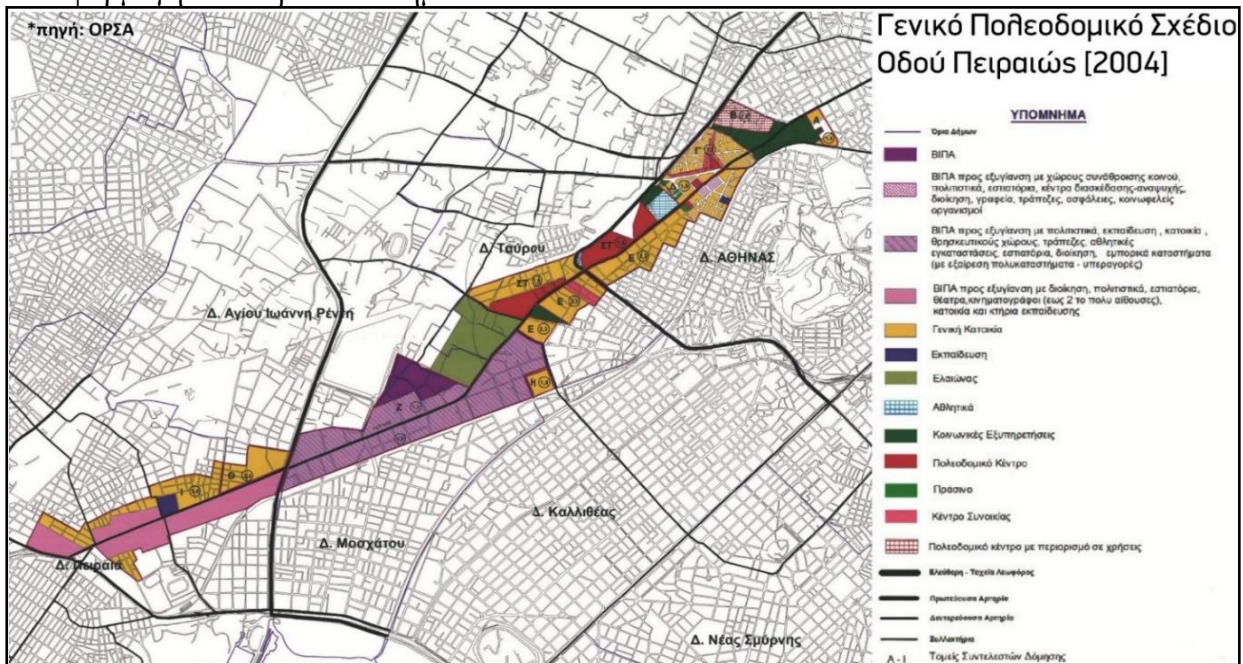 *πηγή: ΟΡΣΑ
Γενικό Πολεοδομικό Σχέδιο
Οδού Πειραιώς [2004]
ΥΠΟΜΝΗΜΑ
Όρια Δήμων
ΒΙΠΑ
ΒΙΠΑ προς εξυγίανση με χώρους συνάθροισης κοινού,
πολιτιστικά, εστιατόρια, κέντρα διασκέδασης-αναψυχής,
διοίκηση, γραφεία, τράπεζες, ασφάλειες, κοινωφελείς
οργανισμοί
ΒΙΠΑ προς εξυγίανση με πολιτιστικά, εκπαίδευση , κατοικία ,
θρησκευτικούς χώρους, τράπεζες, αθλητικές
εγκαταστάσεις, εστιατόρια, διοίκηση, εμπορικά καταστήματα
(με εξαίρεση πολυκαταστήματα - υπεραγορές)
ΒΙΠΑ προς εξυγίανση με διοίκηση, πολιτιστικά, εστιατόρια,
θέατρα,κινηματογράφοι (εως 2 το πολυ αίθουσες),
κατοικία και κτήρια εκπαίδευσης
Γενική Κατοικία
Εκπαίδευση
Ελαιώνας
Αθλητικά
Κοινωνικές Εξυπηρετήσεις
Πολεοδομικό Κέντρο
Πράσινο
Κέντρο Συνοικίας
Πολεοδομικό κέντρο με περιορισμό σε χρήσεις
Ελεύθερη - Ταχεία Λεωφόρος
Πρωτεύουσα Αρτηρία
Δευτερεύουσα Αρτηρία
Συλλεκτήρια
Α - Ι Τομείς Συντελεστών Δόμησης
Α
Β
Γ
Δ. Ταύρου
ΣΤ
Ε
Δ. ΑΘΗΝΑΣ
ΣΤ
Ε
Δ. Αγίου Ιωάννη Ρέντη
Ε
Η
Ζ
Θ
Ι
Δ. Καλλιθέας
Δ. Μοσχάτου
Δ. Πειραιά
Δ. Νέας Σμύρνης